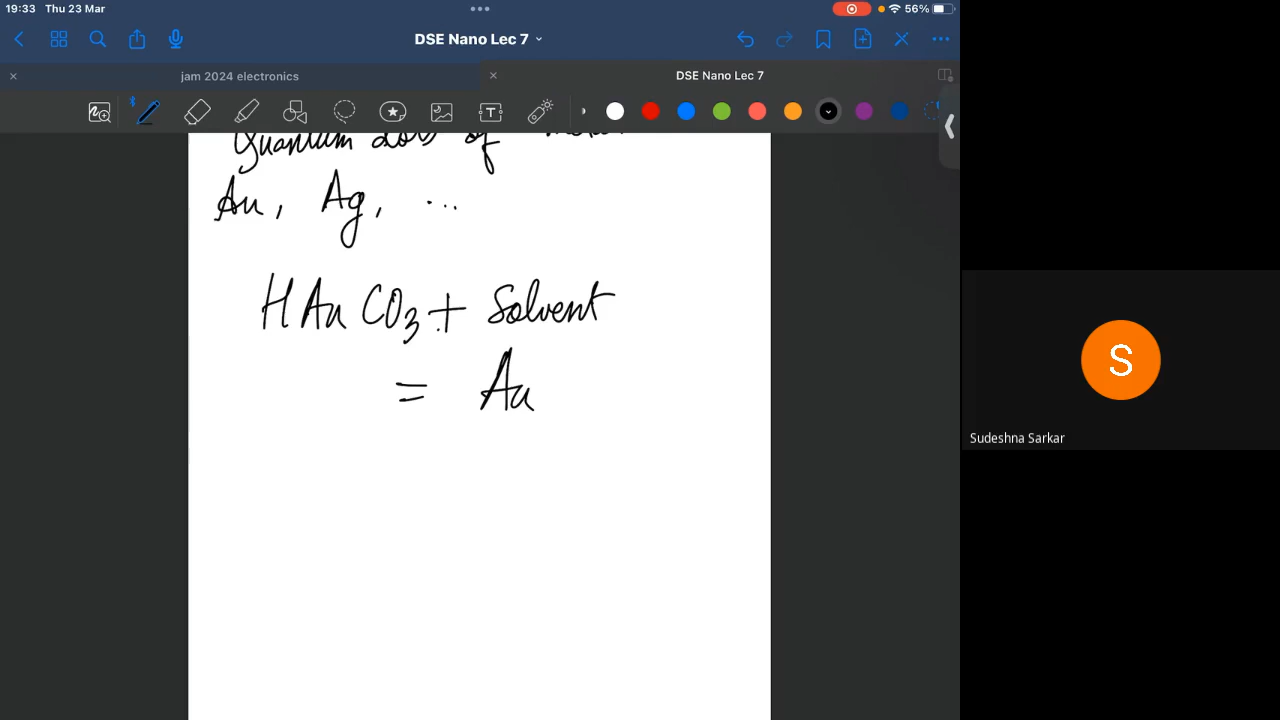 19:33 Thu 23 Mar
56%
DSE Nano Lec 7
jam 2024 electronics
DSE Nano Lec 7
Quantum dots of
Au, Ag, ...
HAuCO3 + Solvent
= Au
S
Sudeshna Sarkar